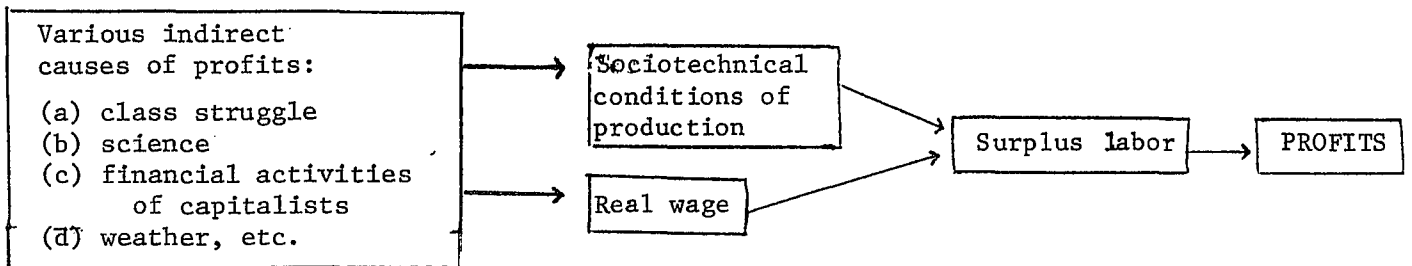 Various indirect
causes of profits:
(a) class struggle
(b) science
(c) financial activities
of capitalists
(d) weather, etc.
Sociotechnical
conditions of
production
Real wage
Surplus labor
PROFITS